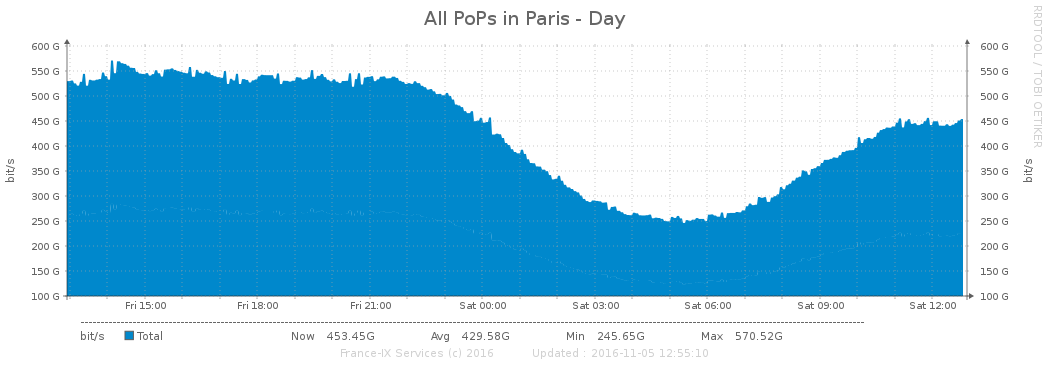 All PoPs in Paris - Day
RRDTOOL / TOBI OETIKER
600 G 600 G
550 G 550 G
500 G 500 G
450 G 450 G
400 G 400 G
350 G 350 G
300 G 300 G
250 G 250 G
200 G 200 G
150 G 150 G
100 G 100 G
bit/s bit/s
Fri 15:00 Fri 18:00 Fri 21:00 Sat 00:00 Sat 03:00 Sat 06:00 Sat 09:00 Sat 12:00
bit/s Total Now 453.45G Avg 429.58G Min 245.65G Max 570.52G
France-IX Services (c) 2016 Updated : 2016-11-05 12:55:10